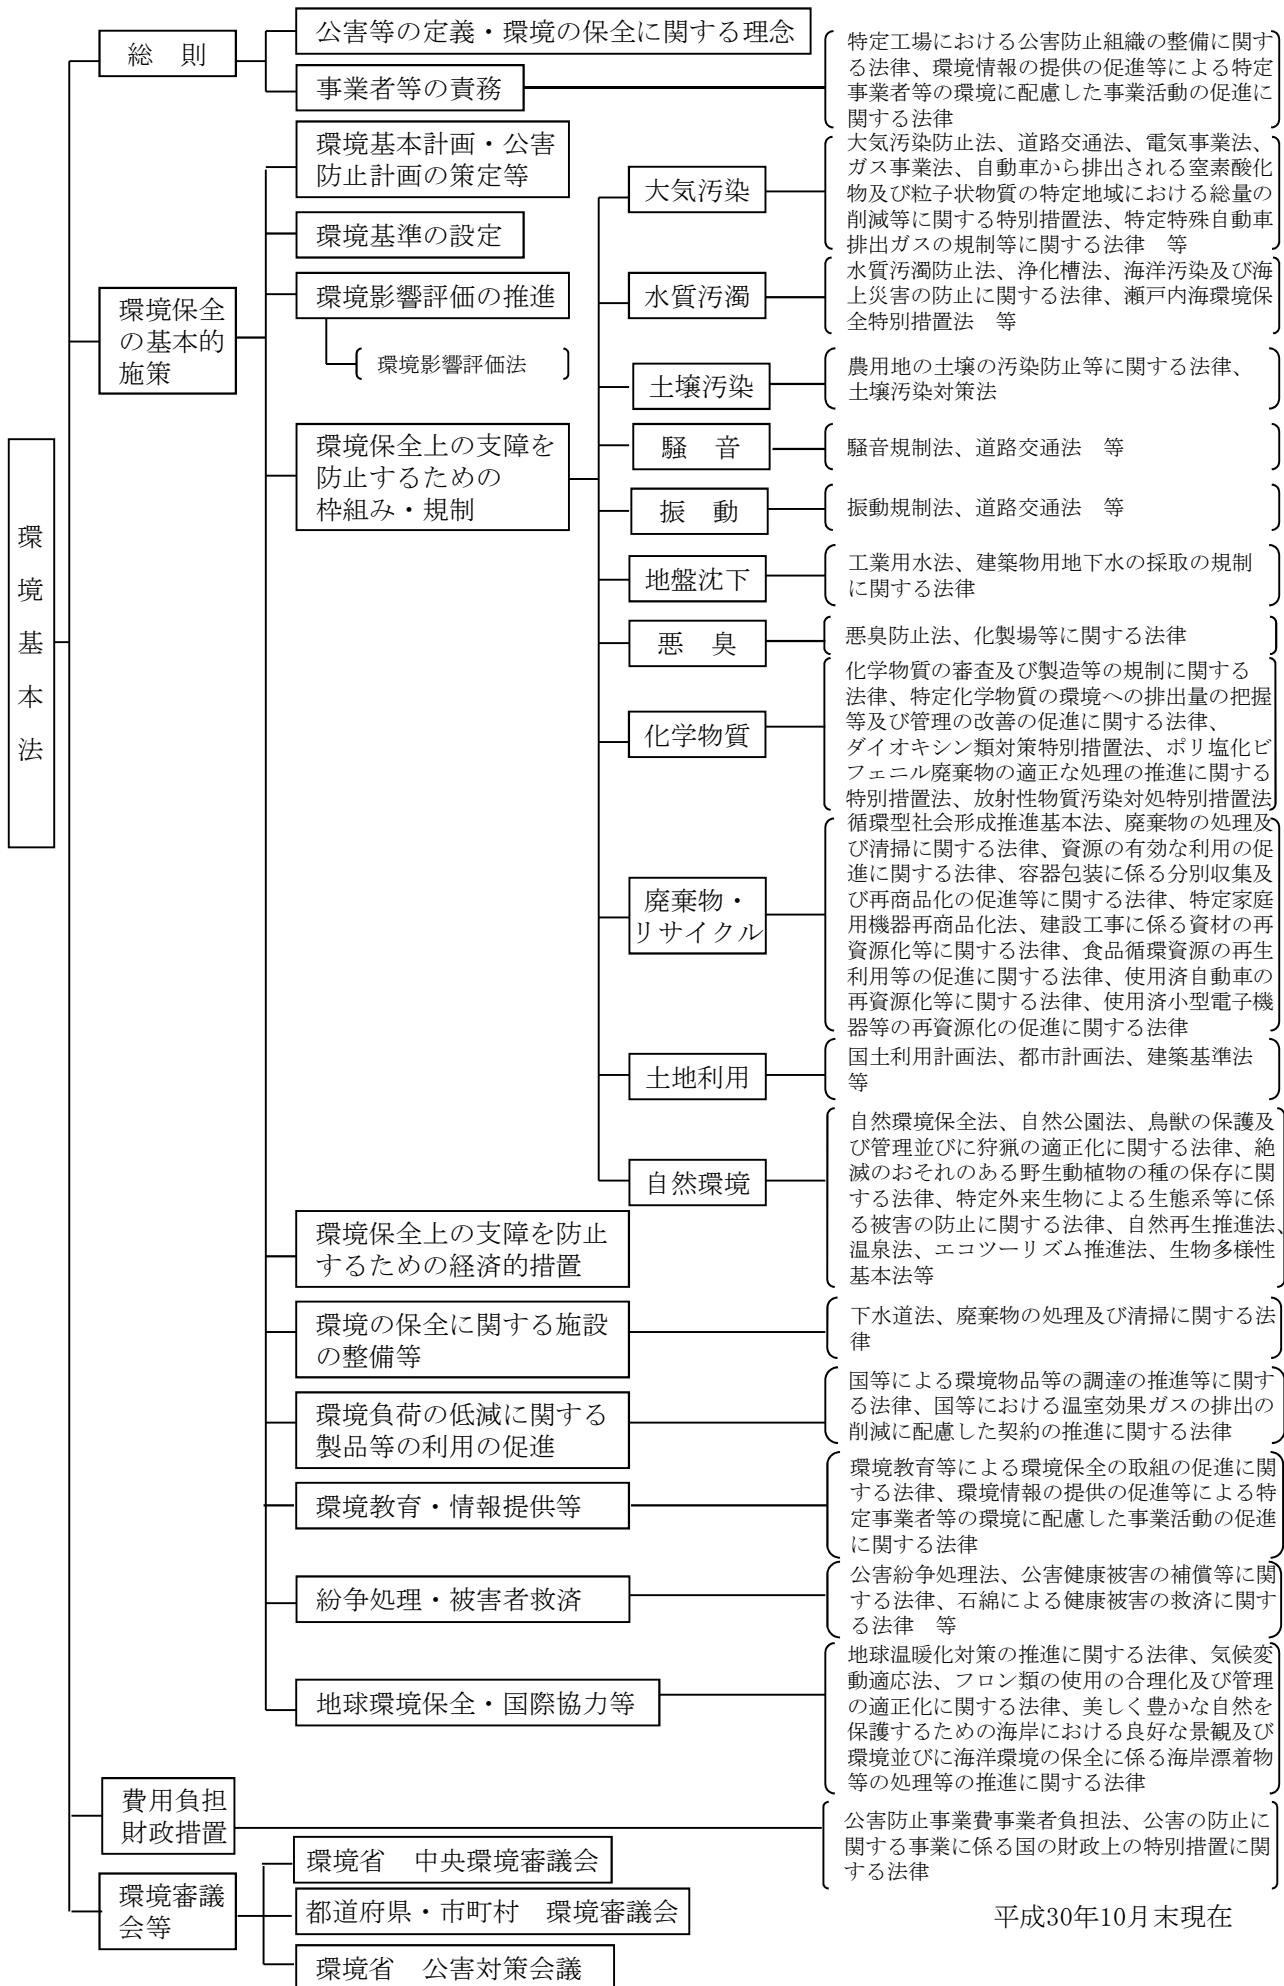 環境基本法
総　則
公害等の定義・環境の保全に関する理念
事業者等の責務
特定工場における公害防止組織の整備に関す
る法律、環境情報の提供の促進等による特定
事業者等の環境に配慮した事業活動の促進に
関する法律
環境保全
の基本的
施策
環境基本計画・公害
防止計画の策定等
環境基準の設定
環境影響評価の推進
環境影響評価法
環境保全上の支障を
防止するための
枠組み・規制
大気汚染
大気汚染防止法、道路交通法、電気事業法、
ガス事業法、自動車から排出される窒素酸化
物及び粒子状物質の特定地域における総量の
削減等に関する特別措置法、特定特殊自動車
排出ガスの規制等に関する法律　等
水質汚濁
水質汚濁防止法、浄化槽法、海洋汚染及び海
上災害の防止に関する法律、瀬戸内海環境保
全特別措置法　等
土壌汚染
農用地の土壌の汚染防止等に関する法律、
土壌汚染対策法
騒　音
騒音規制法、道路交通法　等
振　動
振動規制法、道路交通法　等
地盤沈下
工業用水法、建築物用地下水の採取の規制
に関する法律
悪　臭
悪臭防止法、化製場等に関する法律
化学物質
化学物質の審査及び製造等の規制に関する
法律、特定化学物質の環境への排出量の把握
等及び管理の改善の促進に関する法律、
ダイオキシン類対策特別措置法、ポリ塩化ビ
フェニル廃棄物の適正な処理の推進に関する
特別措置法、放射性物質汚染対処特別措置法
廃棄物・
リサイクル
循環型社会形成推進基本法、廃棄物の処理及
び清掃に関する法律、資源の有効な利用の促
進に関する法律、容器包装に係る分別収集及
び再商品化の促進等に関する法律、特定家庭
用機器再商品化法、建設工事に係る資材の再
資源化等に関する法律、食品循環資源の再生
利用等の促進に関する法律、使用済自動車の
再資源化等に関する法律、使用済小型電子機
器等の再資源化の促進に関する法律
土地利用
国土利用計画法、都市計画法、建築基準法
等
自然環境
自然環境保全法、自然公園法、鳥獣の保護及
び管理並びに狩猟の適正化に関する法律、絶
滅のおそれのある野生動植物の種の保存に関
する法律、特定外来生物による生態系等に係
る被害の防止に関する法律、自然再生推進法、
温泉法、エコツーリズム推進法、生物多様性
基本法等
環境保全上の支障を防止
するための経済的措置
環境の保全に関する施設
の整備等
下水道法、廃棄物の処理及び清掃に関する法
律
環境負荷の低減に関する
製品等の利用の促進
国等による環境物品等の調達の推進等に関す
る法律、国等における温室効果ガスの排出の
削減に配慮した契約の推進に関する法律
環境教育・情報提供等
環境教育等による環境保全の取組の促進に関
する法律、環境情報の提供の促進等による特
定事業者等の環境に配慮した事業活動の促進
に関する法律
紛争処理・被害者救済
公害紛争処理法、公害健康被害の補償等に関
する法律、石綿による健康被害の救済に関す
る法律　等
地球環境保全・国際協力等
地球温暖化対策の推進に関する法律、気候変
動適応法、フロン類の使用の合理化及び管理
の適正化に関する法律、美しく豊かな自然を
保護するための海岸における良好な景観及び
環境並びに海洋環境の保全に係る海岸漂着物
等の処理等の推進に関する法律
費用負担
財政措置
公害防止事業費事業者負担法、公害の防止に
関する事業に係る国の財政上の特別措置に関
する法律
環境審議
会等
環境省　中央環境審議会
都道府県・市町村　環境審議会
環境省　公害対策会議
平成30年10月末現在